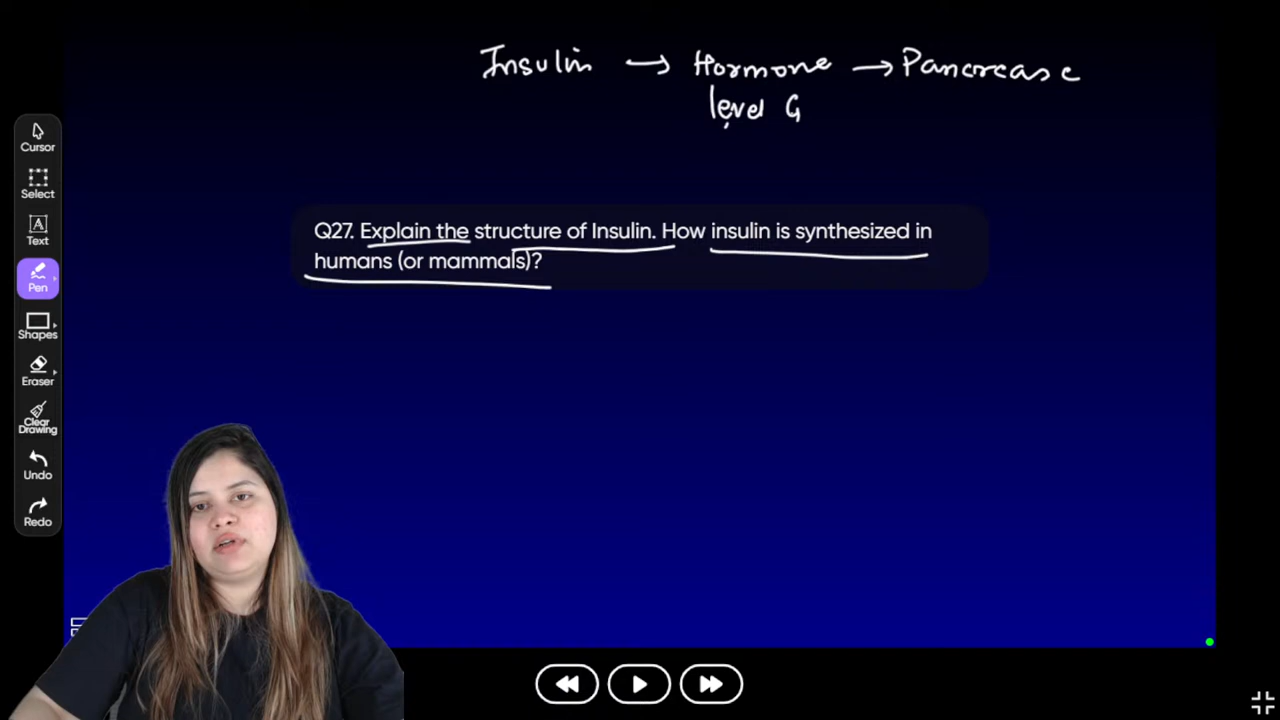 Insulin → Hormone → Pancrease
level G
Q27. Explain the structure of Insulin. How insulin is synthesized in
humans (or mammals)?
Cursor
Select
A
Text
Pen
Shapes
Eraser
Clear
Drawing
Undo
Redo